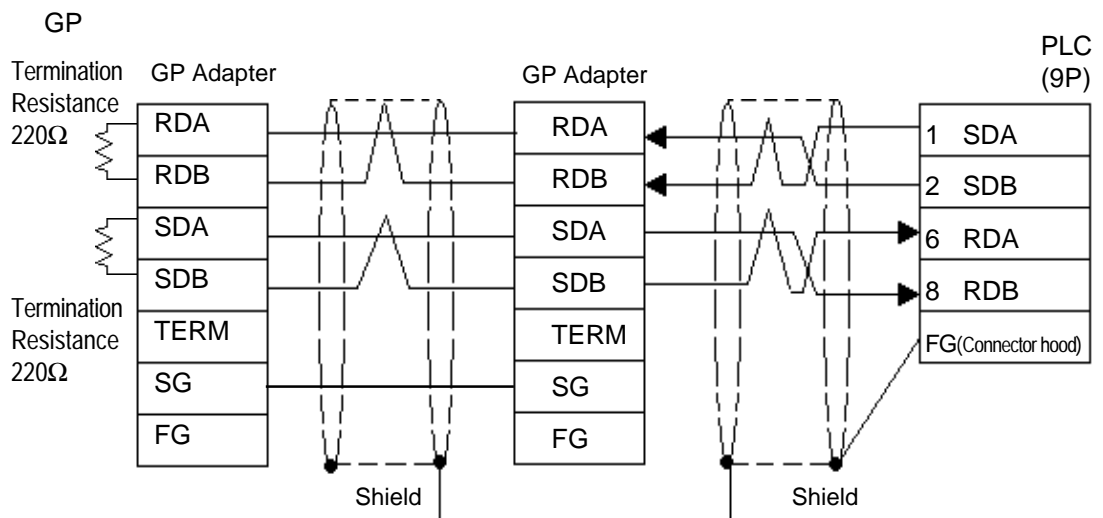 GP
PLC
(9P)
Termination
Resistance
220Ω
GP Adapter
RDA
RDB
SDA
SDB
TERM
SG
FG
Termination
Resistance
220Ω
Shield
GP Adapter
RDA
RDB
SDA
SDB
TERM
SG
FG
Shield
1 SDA
2 SDB
6 RDA
8 RDB
FG(Connector hood)